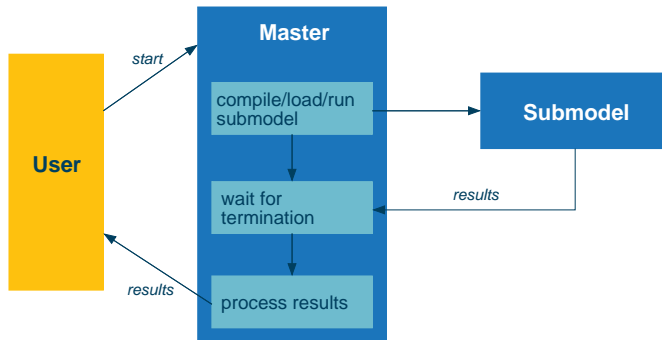 Master
start
compile/load/run
submodel
Submodel
User
wait for
termination
results
results
process results